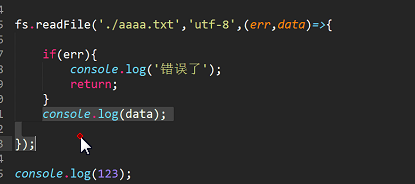 fs.readFile('./aaaa.txt','utf-8',(err,data)=>{
if(err){
console.log('错误了');
return;
}
console.log(data);
});
console.log(123);